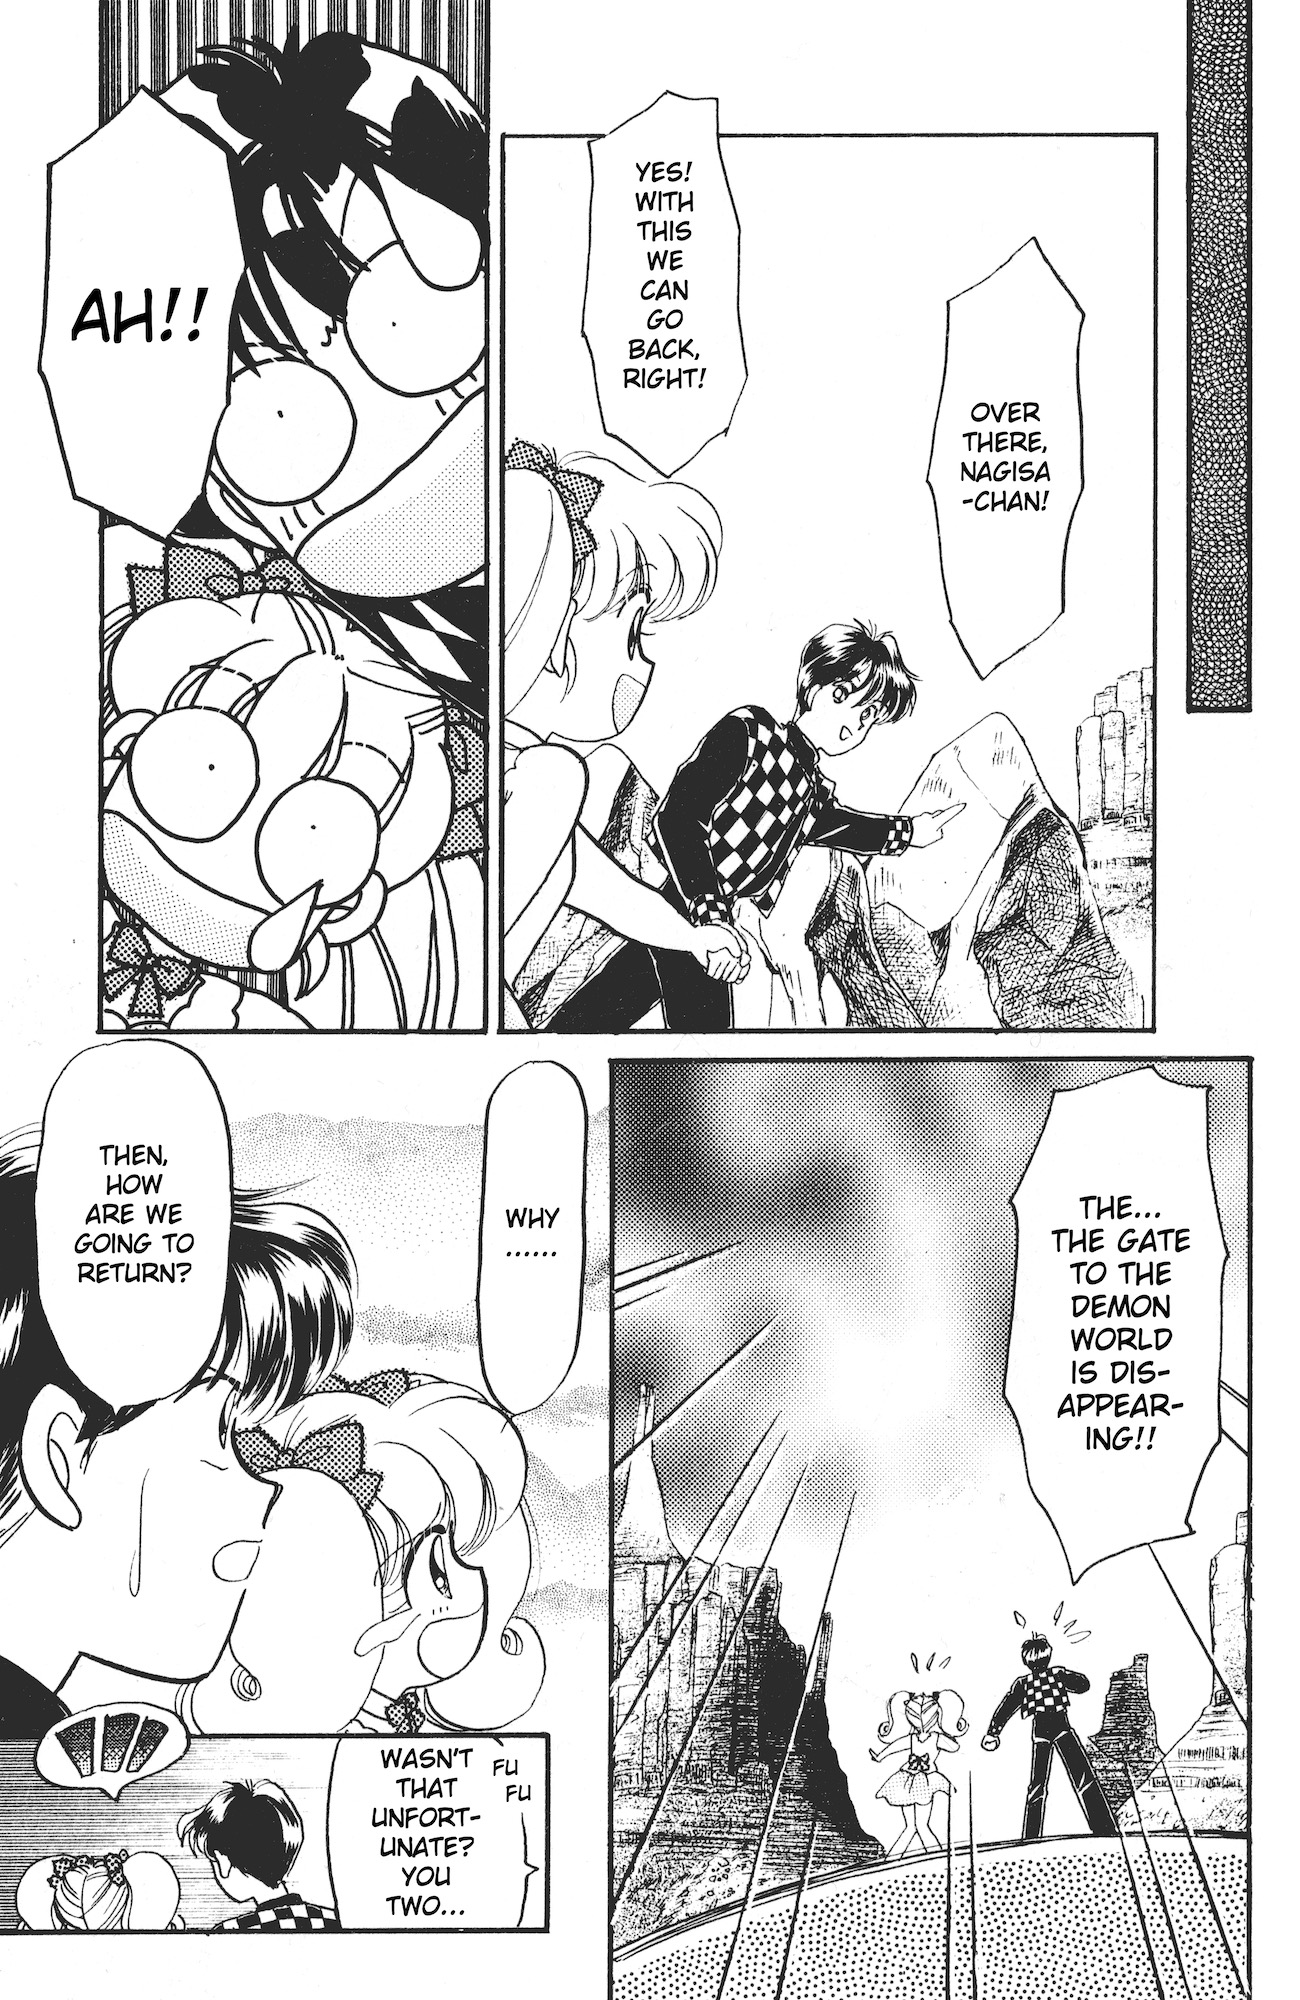 OVER
THERE,
NAGISA
-CHAN!
YES!
WITH
THIS
WE
CAN
GO
BACK,
RIGHT!
AH!!
THE...
THE GATE
TO THE
DEMON
WORLD
IS DIS-
APPEAR-
ING!!
WHY
......
THEN,
HOW
ARE WE
GOING TO
RETURN?
FU
FU
WASN'T
THAT
UNFORT-
UNATE?
YOU
TWO...